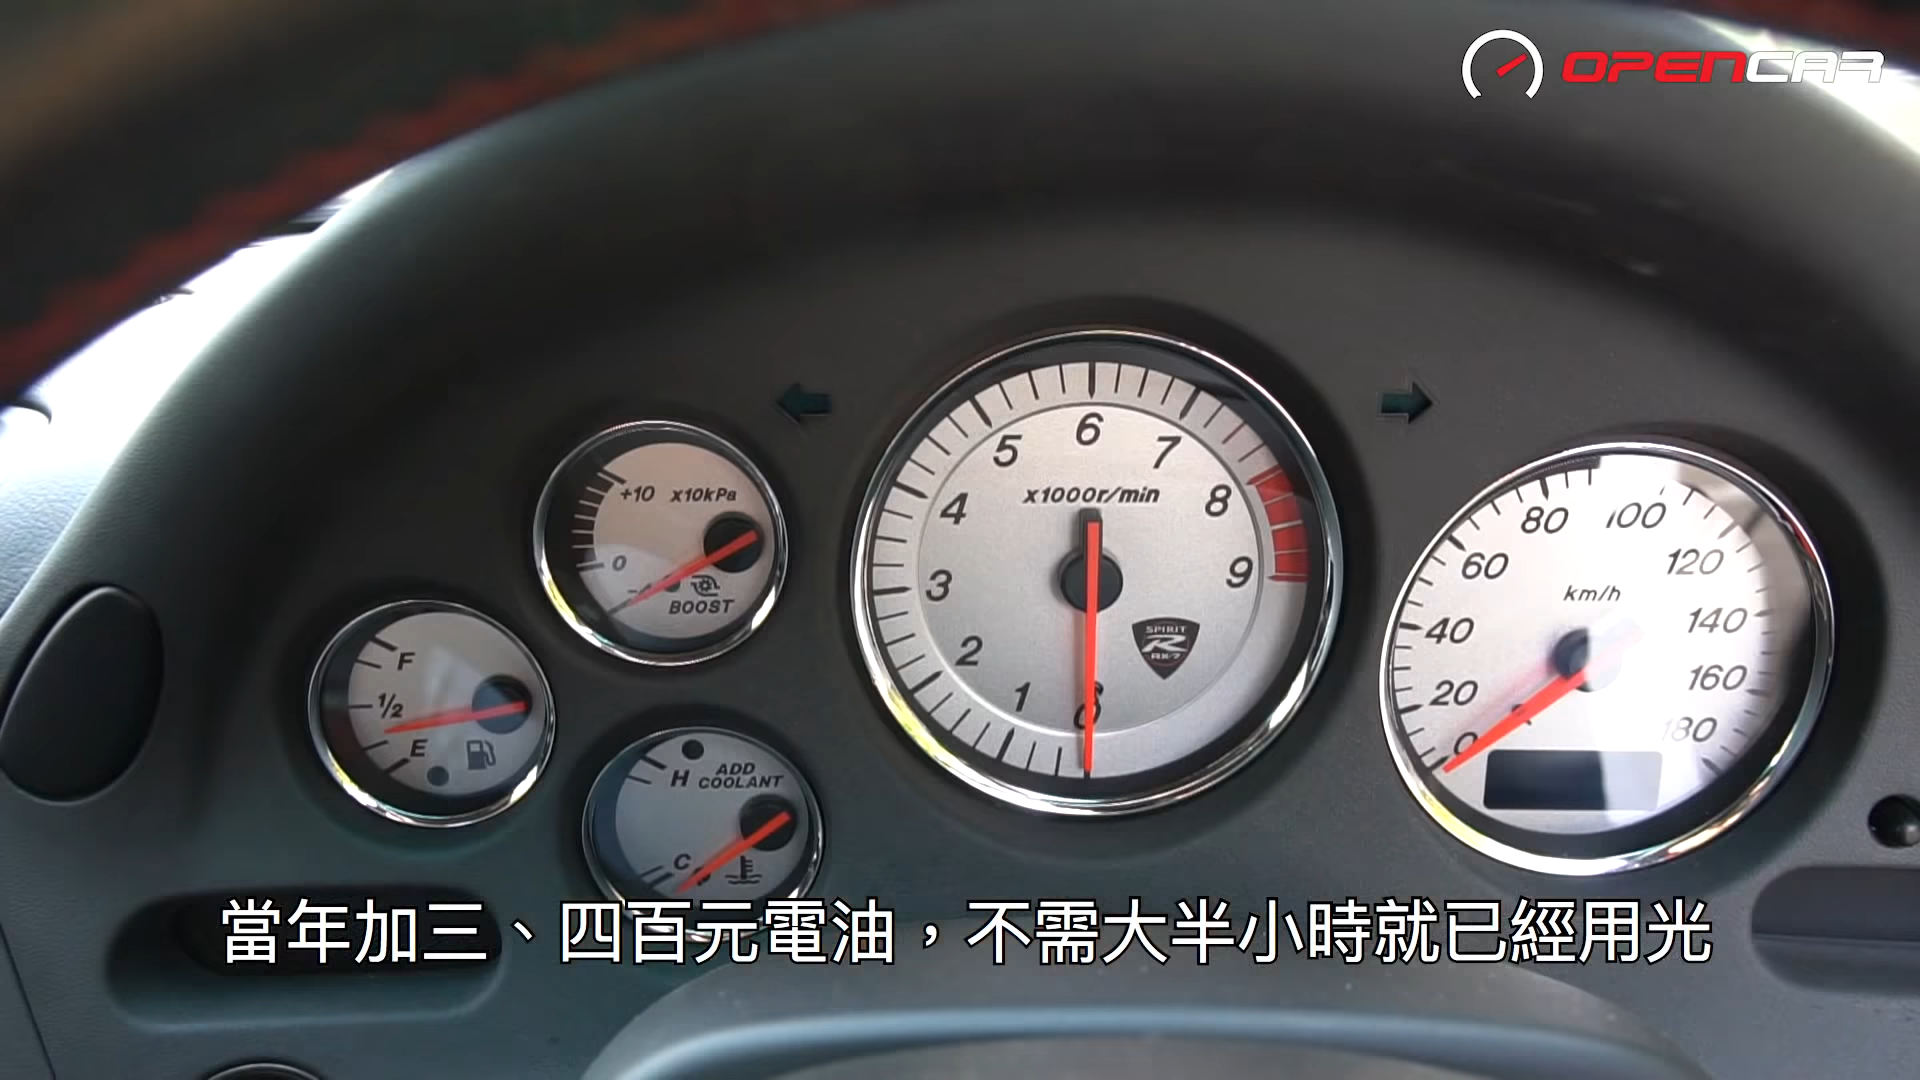 OPENCAR
+10 x10kPa
0
BOOST
F
1/2
E
H ADD COOLANT
C
0 1 2 3 4 5 6 7 8 9
x1000r/min
SPIRIT
R
RX-7
0 20 40 60 80 100 120 140 160 180
km/h
當年加三、四百元電油，不需大半小時就已經用光